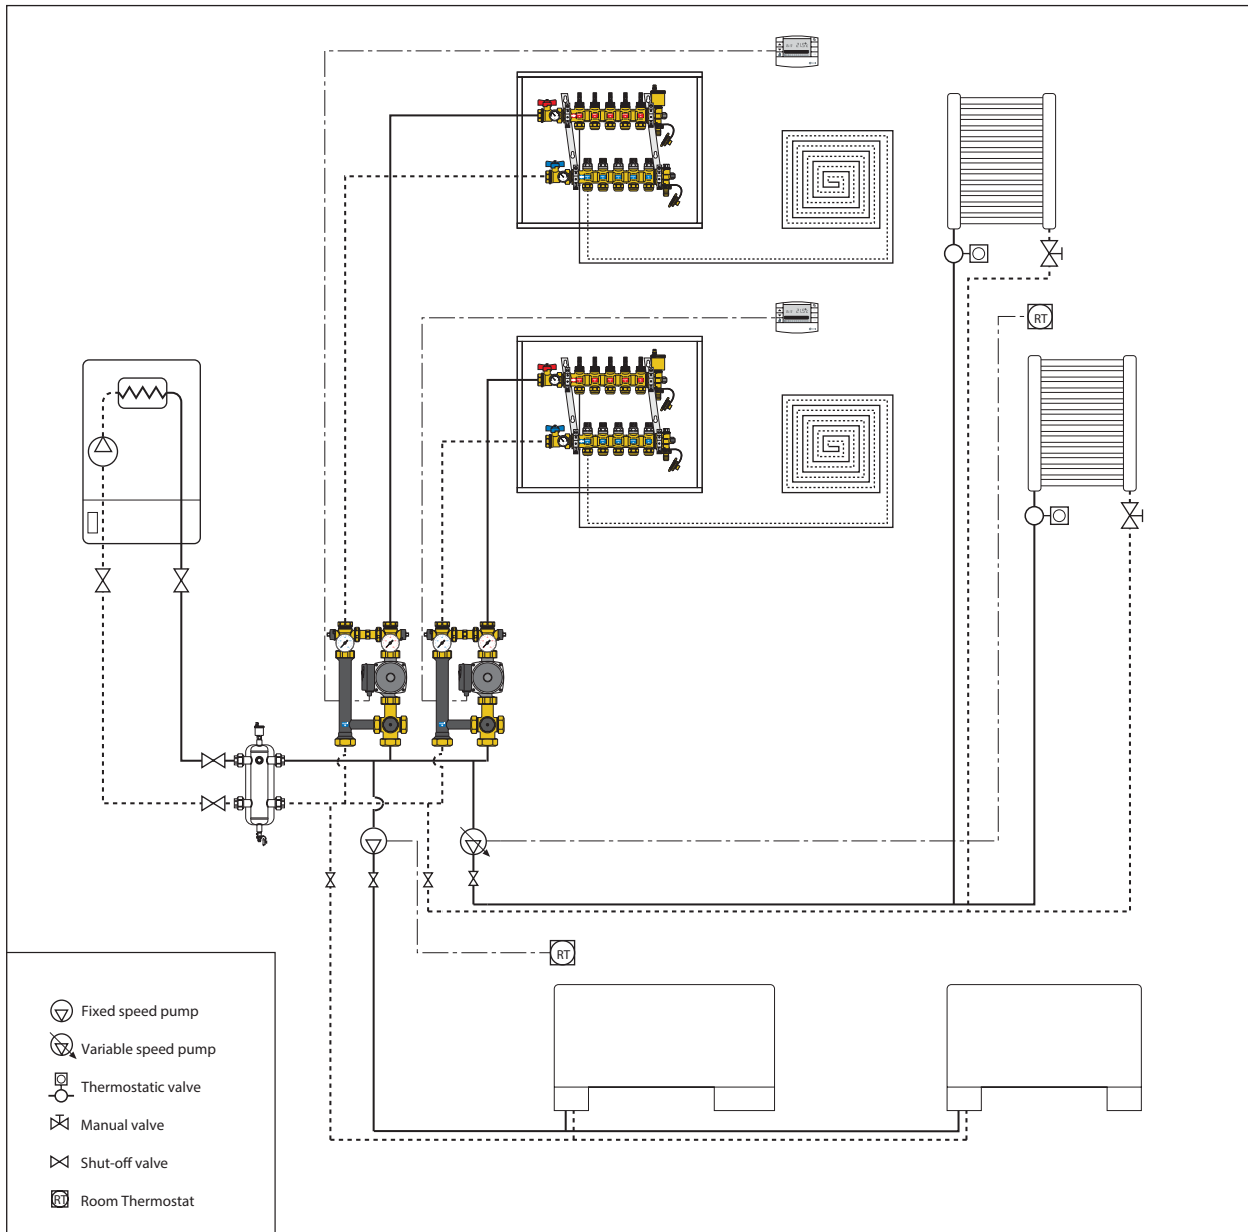 RT
RT
Fixed speed pump
Variable speed pump
Thermostatic valve
Manual valve
Shut-off valve
RT Room Thermostat